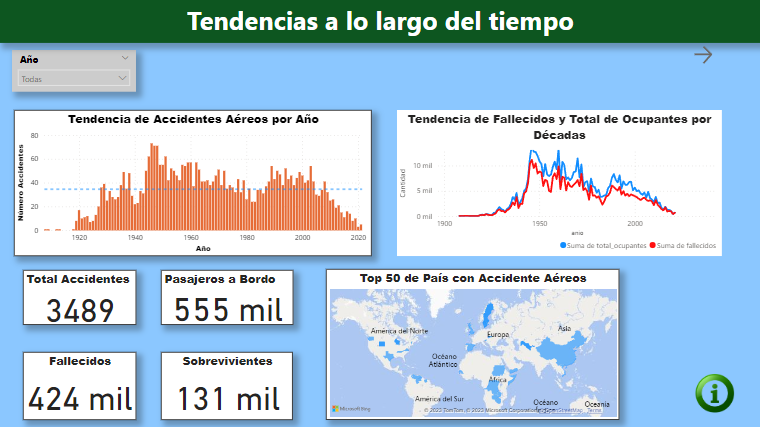 Tendencias a lo largo del tiempo
Año
Todas
Tendencia de Accidentes Aéreos por Año
Número Accidentes
80
60
40
20
0
1920
1940
1960
1980
2000
2020
Año
Tendencia de Fallecidos y Total de Ocupantes por
Décadas
Cantidad
10 mil
5 mil
0 mil
1900
1950
2000
Año
Suma de total_ocupantes
Suma de fallecidos
Total Accidentes
3489
Pasajeros a Bordo
555 mil
Fallecidos
424 mil
Sobrevivientes
131 mil
Top 50 de País con Accidente Aéreos
América del Norte
Europa
Asia
Océano
Atlántico
África
América del Sur
Océano
Oceanía
Microsoft Bing
© 2023 TomTom, © 2023 Microsoft Corporation, © OpenStreetMap Terms